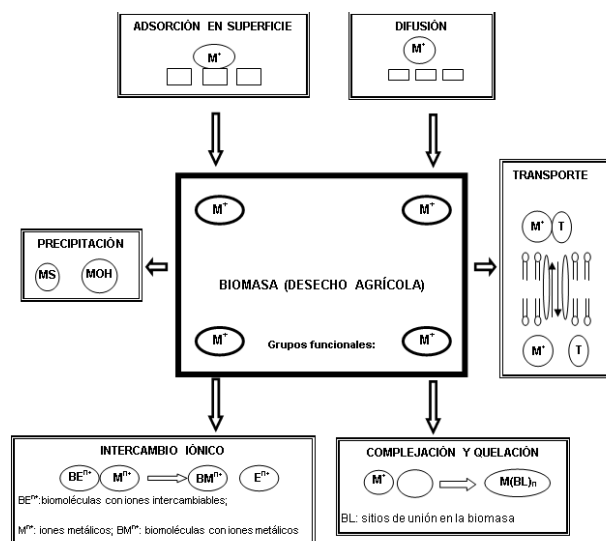 ADSORCIÓN EN SUPERFICIE
M⁺
DIFUSIÓN
M⁺
TRANSPORTE
M⁺ T
M⁺ T
PRECIPITACIÓN
MS MOH
M⁺ M⁺
BIOMASA (DESECHO AGRÍCOLA)
M⁺ Grupos funcionales: M⁺
INTERCAMBIO IÓNICO
BEⁿ⁺ Mⁿ⁺ BMⁿ⁺ Eⁿ⁺
BEⁿ⁺:biomoléculas con iones intercambiables;
Mⁿ⁺: iones metálicos; BMⁿ⁺: biomoléculas con iones metálicos
COMPLEJACIÓN Y QUELACIÓN
M⁺ M(BL)ₙ
BL: sitios de unión en la biomasa